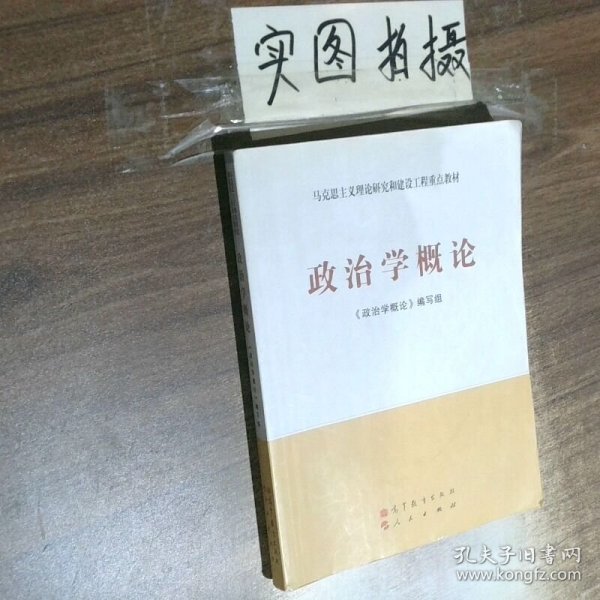 实图拍摄
马克思主义理论研究和建设工程重点教材
政治学概论
《政治学概论》编写组
高等教育出版社
人民出版社
孔夫子旧书网
www.kongfz.com